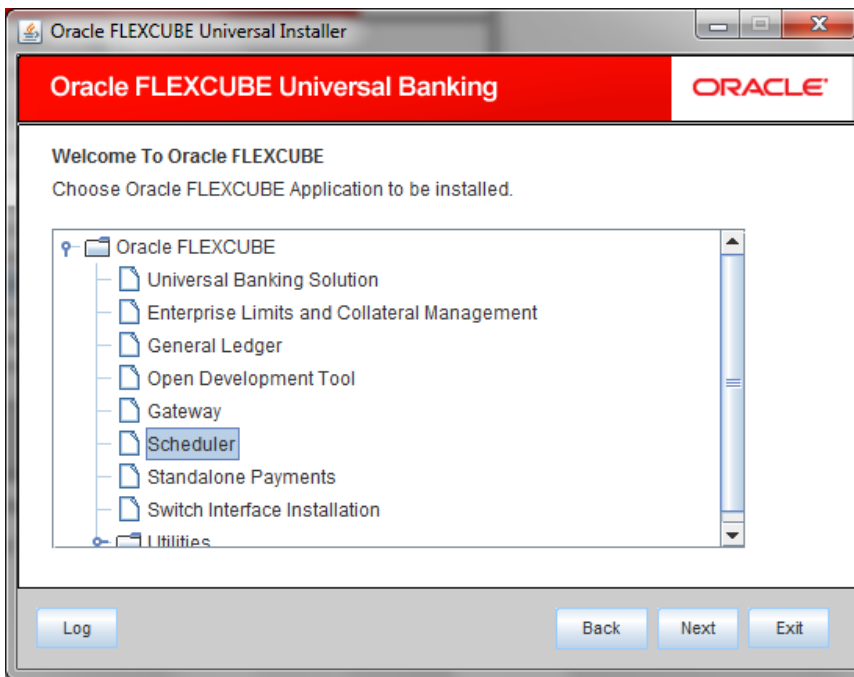 Oracle FLEXCUBE Universal Installer
Oracle FLEXCUBE Universal Banking
ORACLE
Welcome To Oracle FLEXCUBE
Choose Oracle FLEXCUBE Application to be installed.
Oracle FLEXCUBE
Universal Banking Solution
Enterprise Limits and Collateral Management
General Ledger
Open Development Tool
Gateway
Scheduler
Standalone Payments
Switch Interface Installation
Utilities
Log
Back
Next
Exit